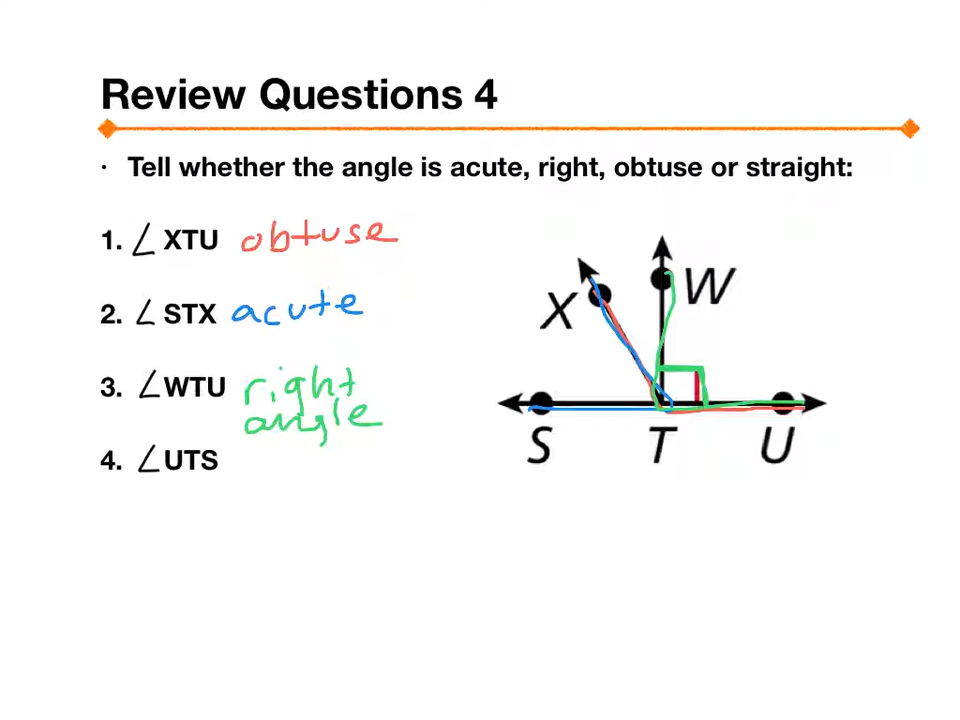 Review Questions 4
· Tell whether the angle is acute, right, obtuse or straight:
1. ∠ XTU obtuse
2. ∠ STX acute
3. ∠WTU right
angle
4. ∠UTS
X
W
S
T
U